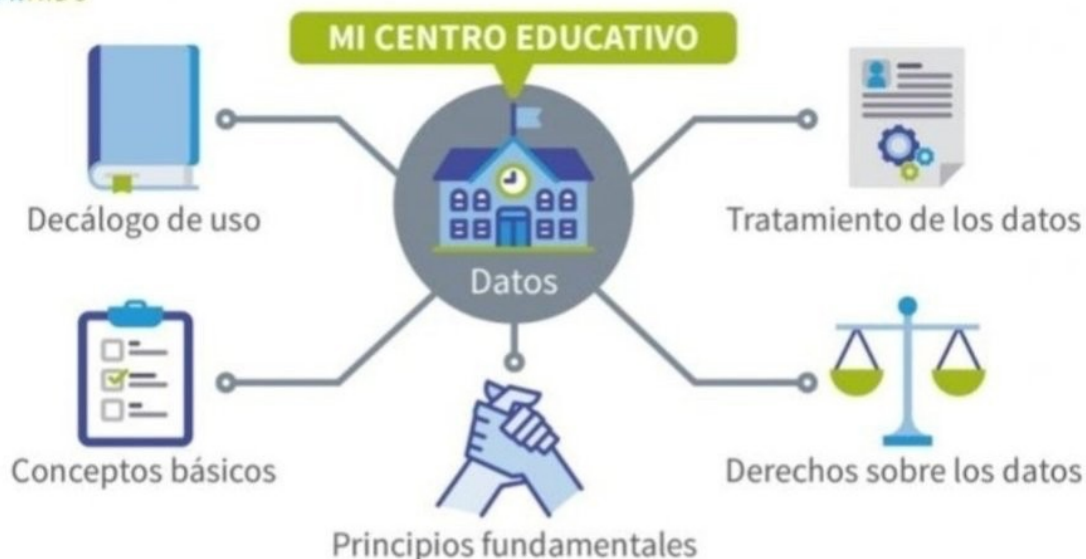 MI CENTRO EDUCATIVO
Decálogo de uso
Datos
Tratamiento de los datos
Conceptos básicos
Derechos sobre los datos
Principios fundamentales